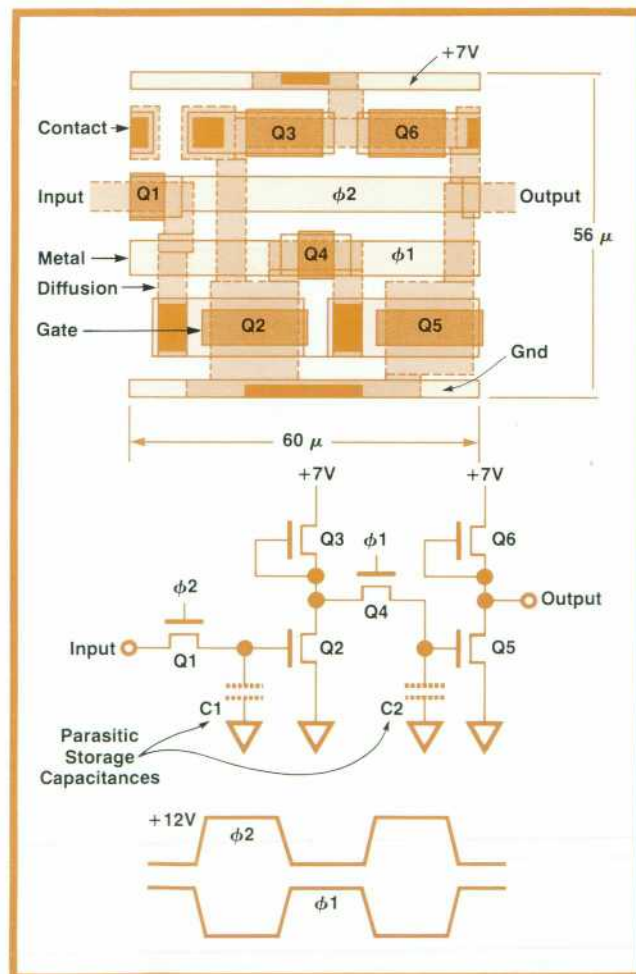 +7V
Contact
Q3
Q6
Input
Q1
ϕ2
Output
Metal
Q4
ϕ1
56 μ
Diffusion
Gate
Q2
Q5
Gnd
60 μ
+7V
+7V
Q3
ϕ1
Q6
ϕ2
Input
Q1
Q4
Output
Q2
Q5
C1
C2
Parasitic
Storage
Capacitances
+12V
ϕ2
ϕ1